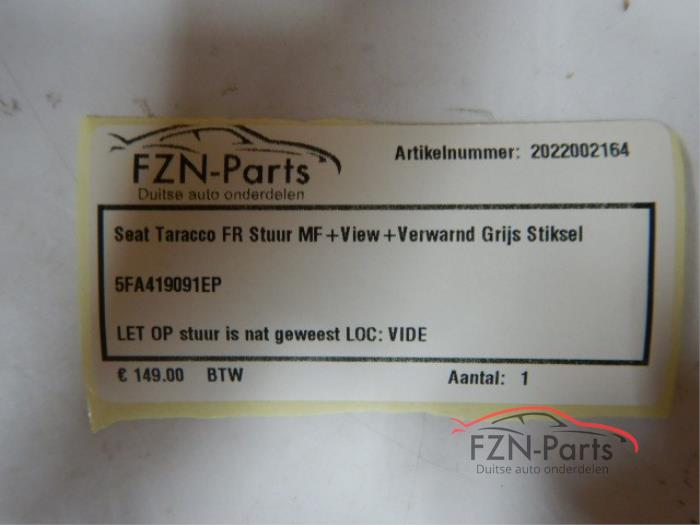 FZN-Parts
Duitse auto onderdelen
Artikelnummer: 2022002164
Seat Taracco FR Stuur MF+View+Verwarnd Grijs Stiksel
5FA419091EP
LET OP stuur is nat geweest LOC: VIDE
€ 149.00 BTW
Aantal: 1
FZN-Parts
Duitse auto onderdelen